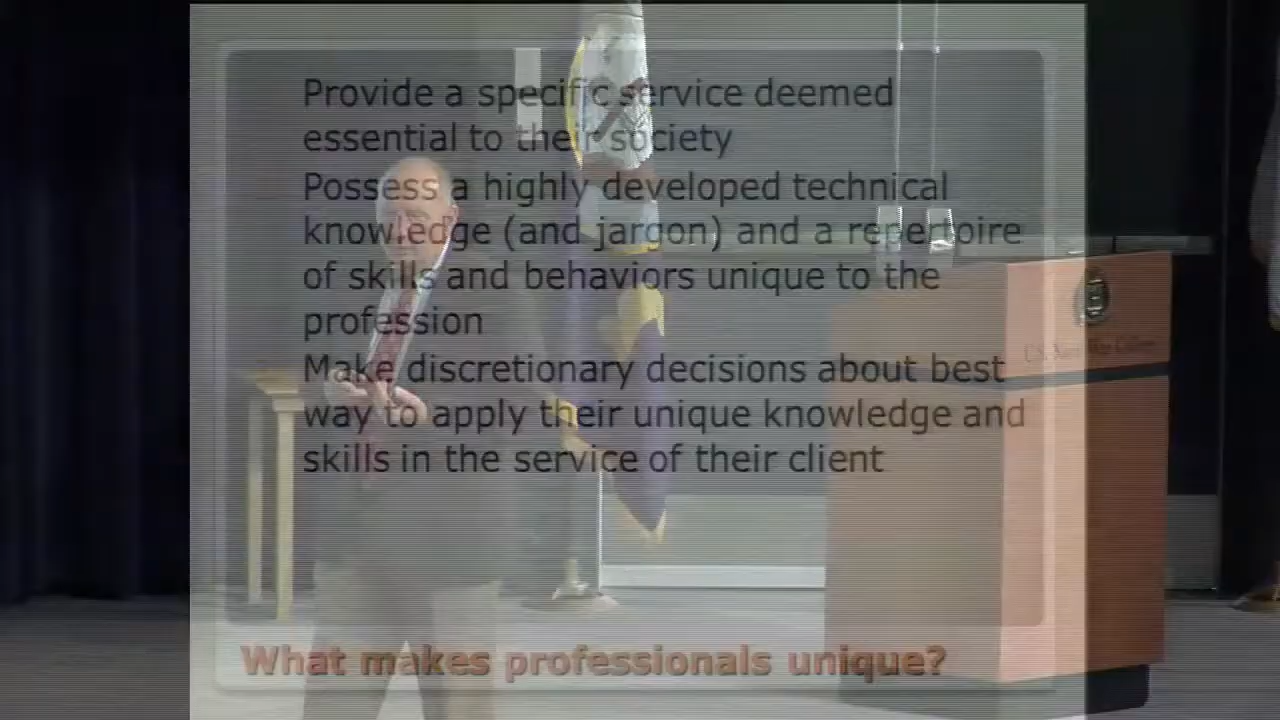 Provide a specific service deemed
essential to their society
Possess a highly developed technical
knowledge (and jargon) and a repertoire
of skills and behaviors unique to the
profession
Make discretionary decisions about best
way to apply their unique knowledge and
skills in the service of their client
What makes professionals unique?